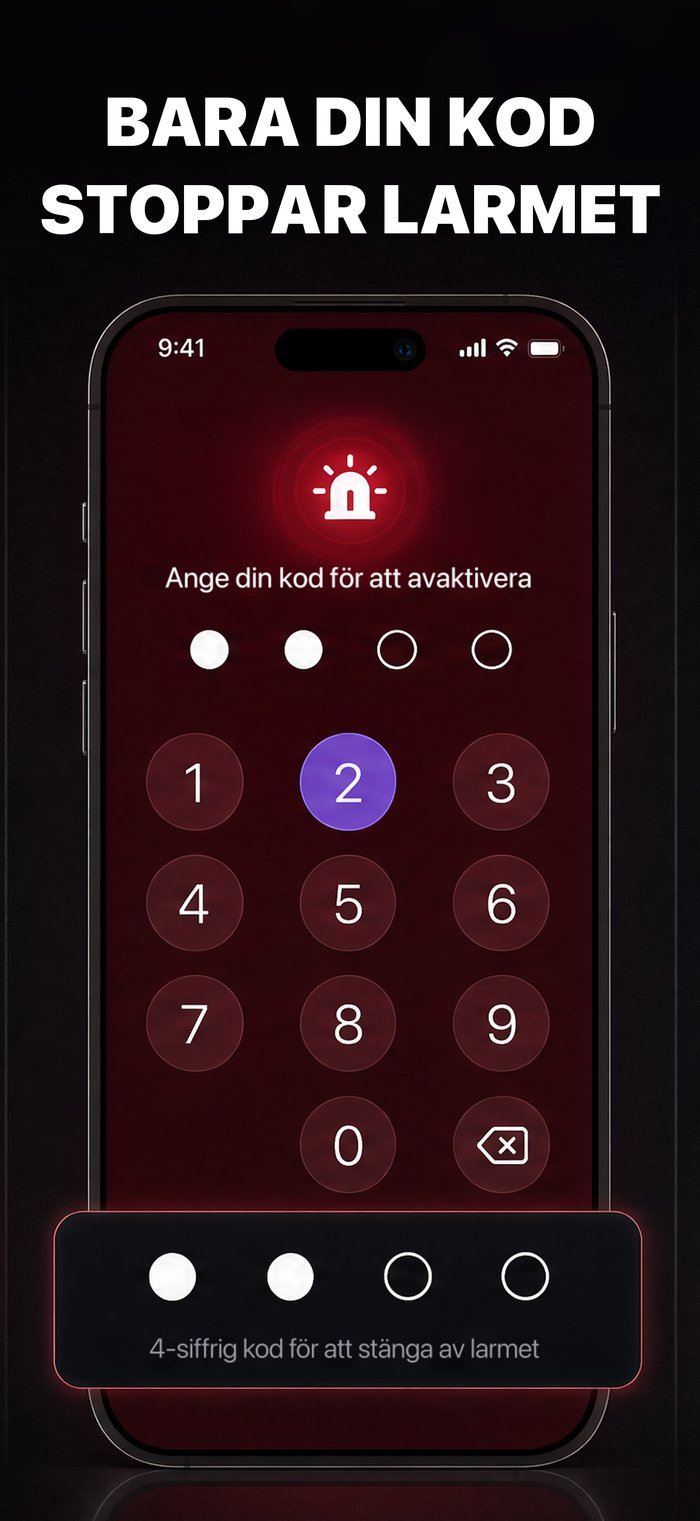 BARA DIN KOD
STOPPAR LARMET
9:41
Ange din kod för att avaktivera
1 2 3
4 5 6
7 8 9
0
4-siffrig kod för att stänga av larmet